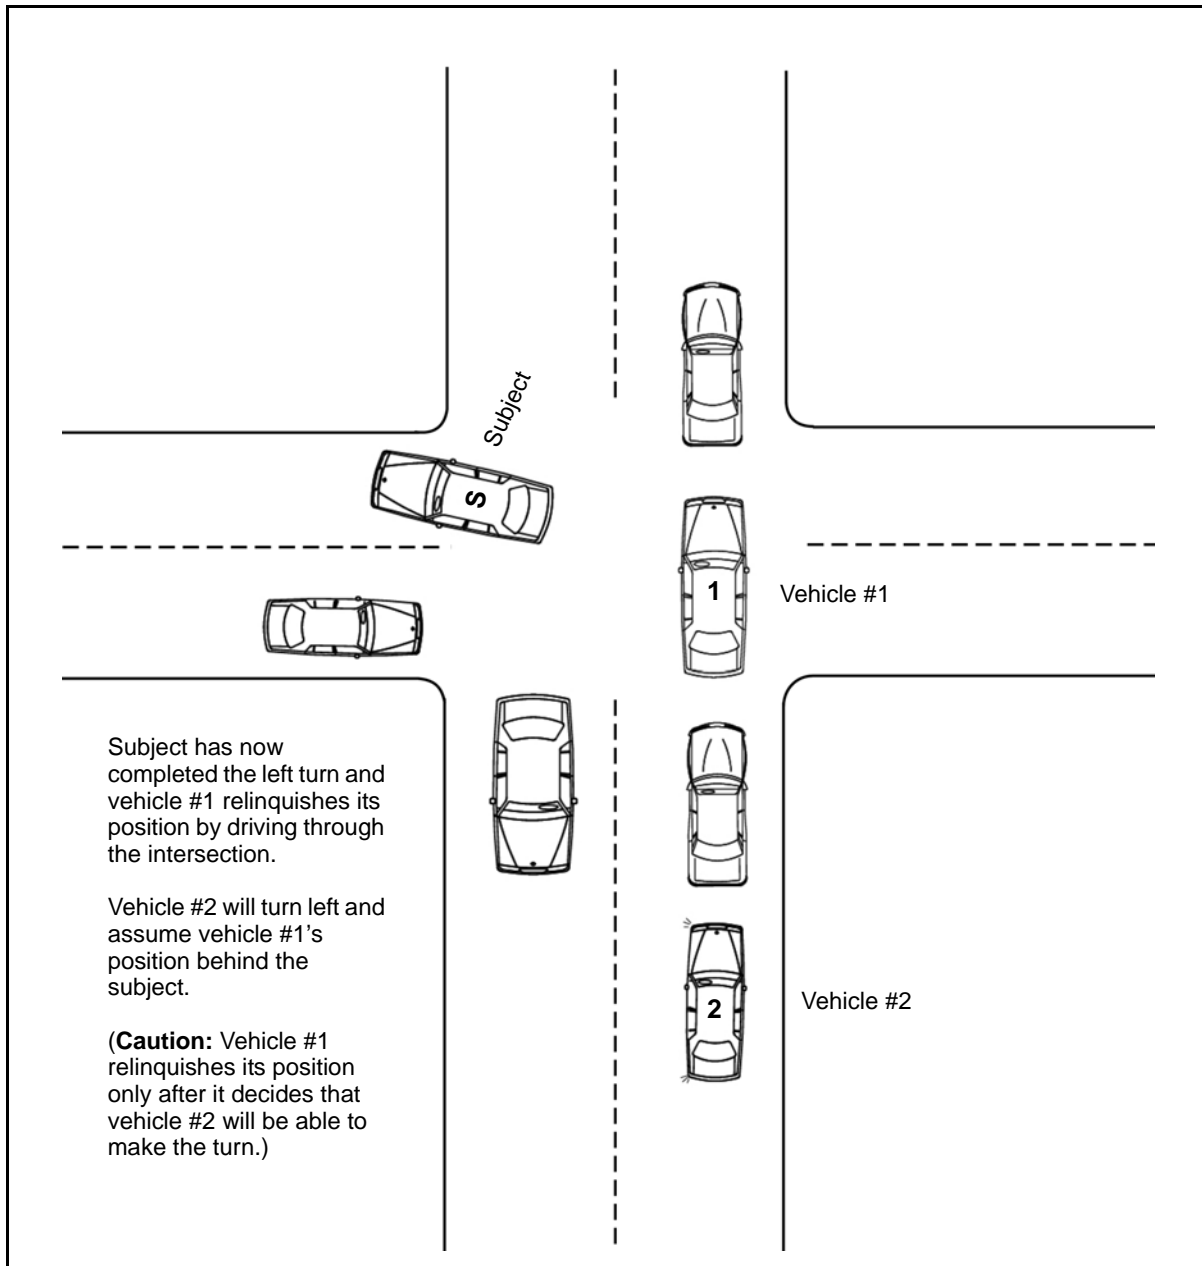 Subject
S
1
Vehicle #1
Subject has now
completed the left turn and
vehicle #1 relinquishes its
position by driving through
the intersection.
Vehicle #2 will turn left and
assume vehicle #1’s
position behind the
subject.
(Caution: Vehicle #1
relinquishes its position
only after it decides that
vehicle #2 will be able to
make the turn.)
2
Vehicle #2